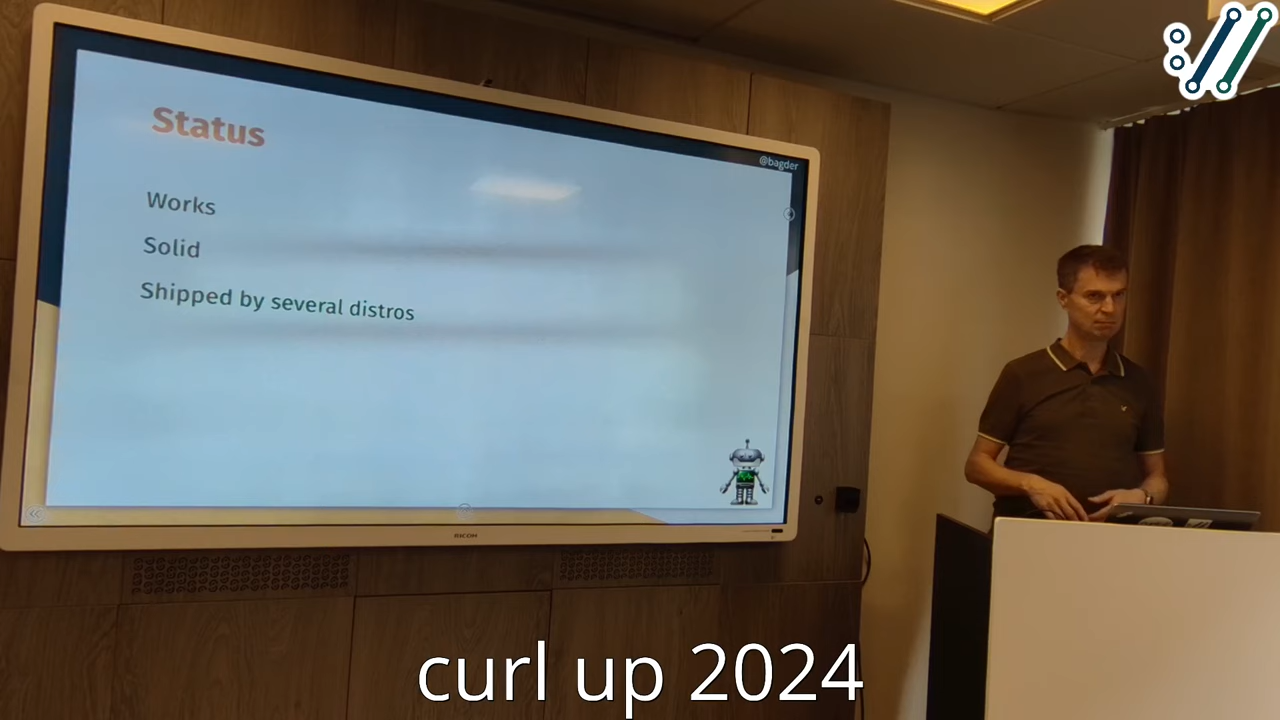 Status
@bagder
Works
Solid
Shipped by several distros
RICOH
curl up 2024